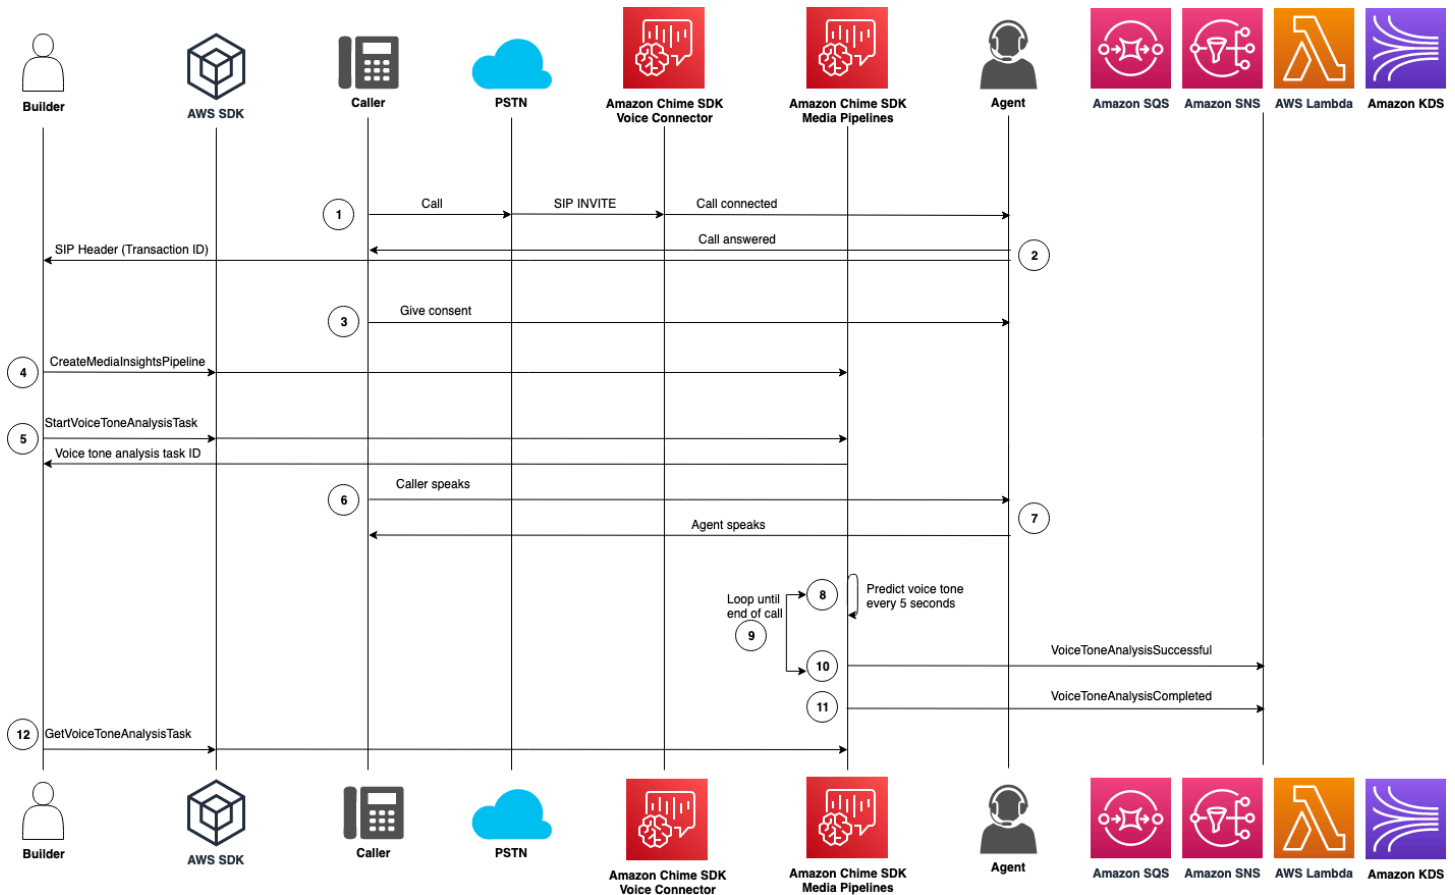 Builder
AWS SDK
Caller
PSTN
Amazon Chime SDK
Voice Connector
Amazon Chime SDK
Media Pipelines
Agent
Amazon SQS
Amazon SNS
AWS Lambda
Amazon KDS
1
Call
SIP INVITE
Call connected
Call answered
2
SIP Header (Transaction ID)
3
Give consent
4
CreateMediaInsightsPipeline
5
StartVoiceToneAnalysisTask
Voice tone analysis task ID
6
Caller speaks
7
Agent speaks
8
Predict voice tone
every 5 seconds
Loop until
end of call
9
10
VoiceToneAnalysisSuccessful
11
VoiceToneAnalysisCompleted
12
GetVoiceToneAnalysisTask
Builder
AWS SDK
Caller
PSTN
Amazon Chime SDK
Voice Connector
Amazon Chime SDK
Media Pipelines
Agent
Amazon SQS
Amazon SNS
AWS Lambda
Amazon KDS